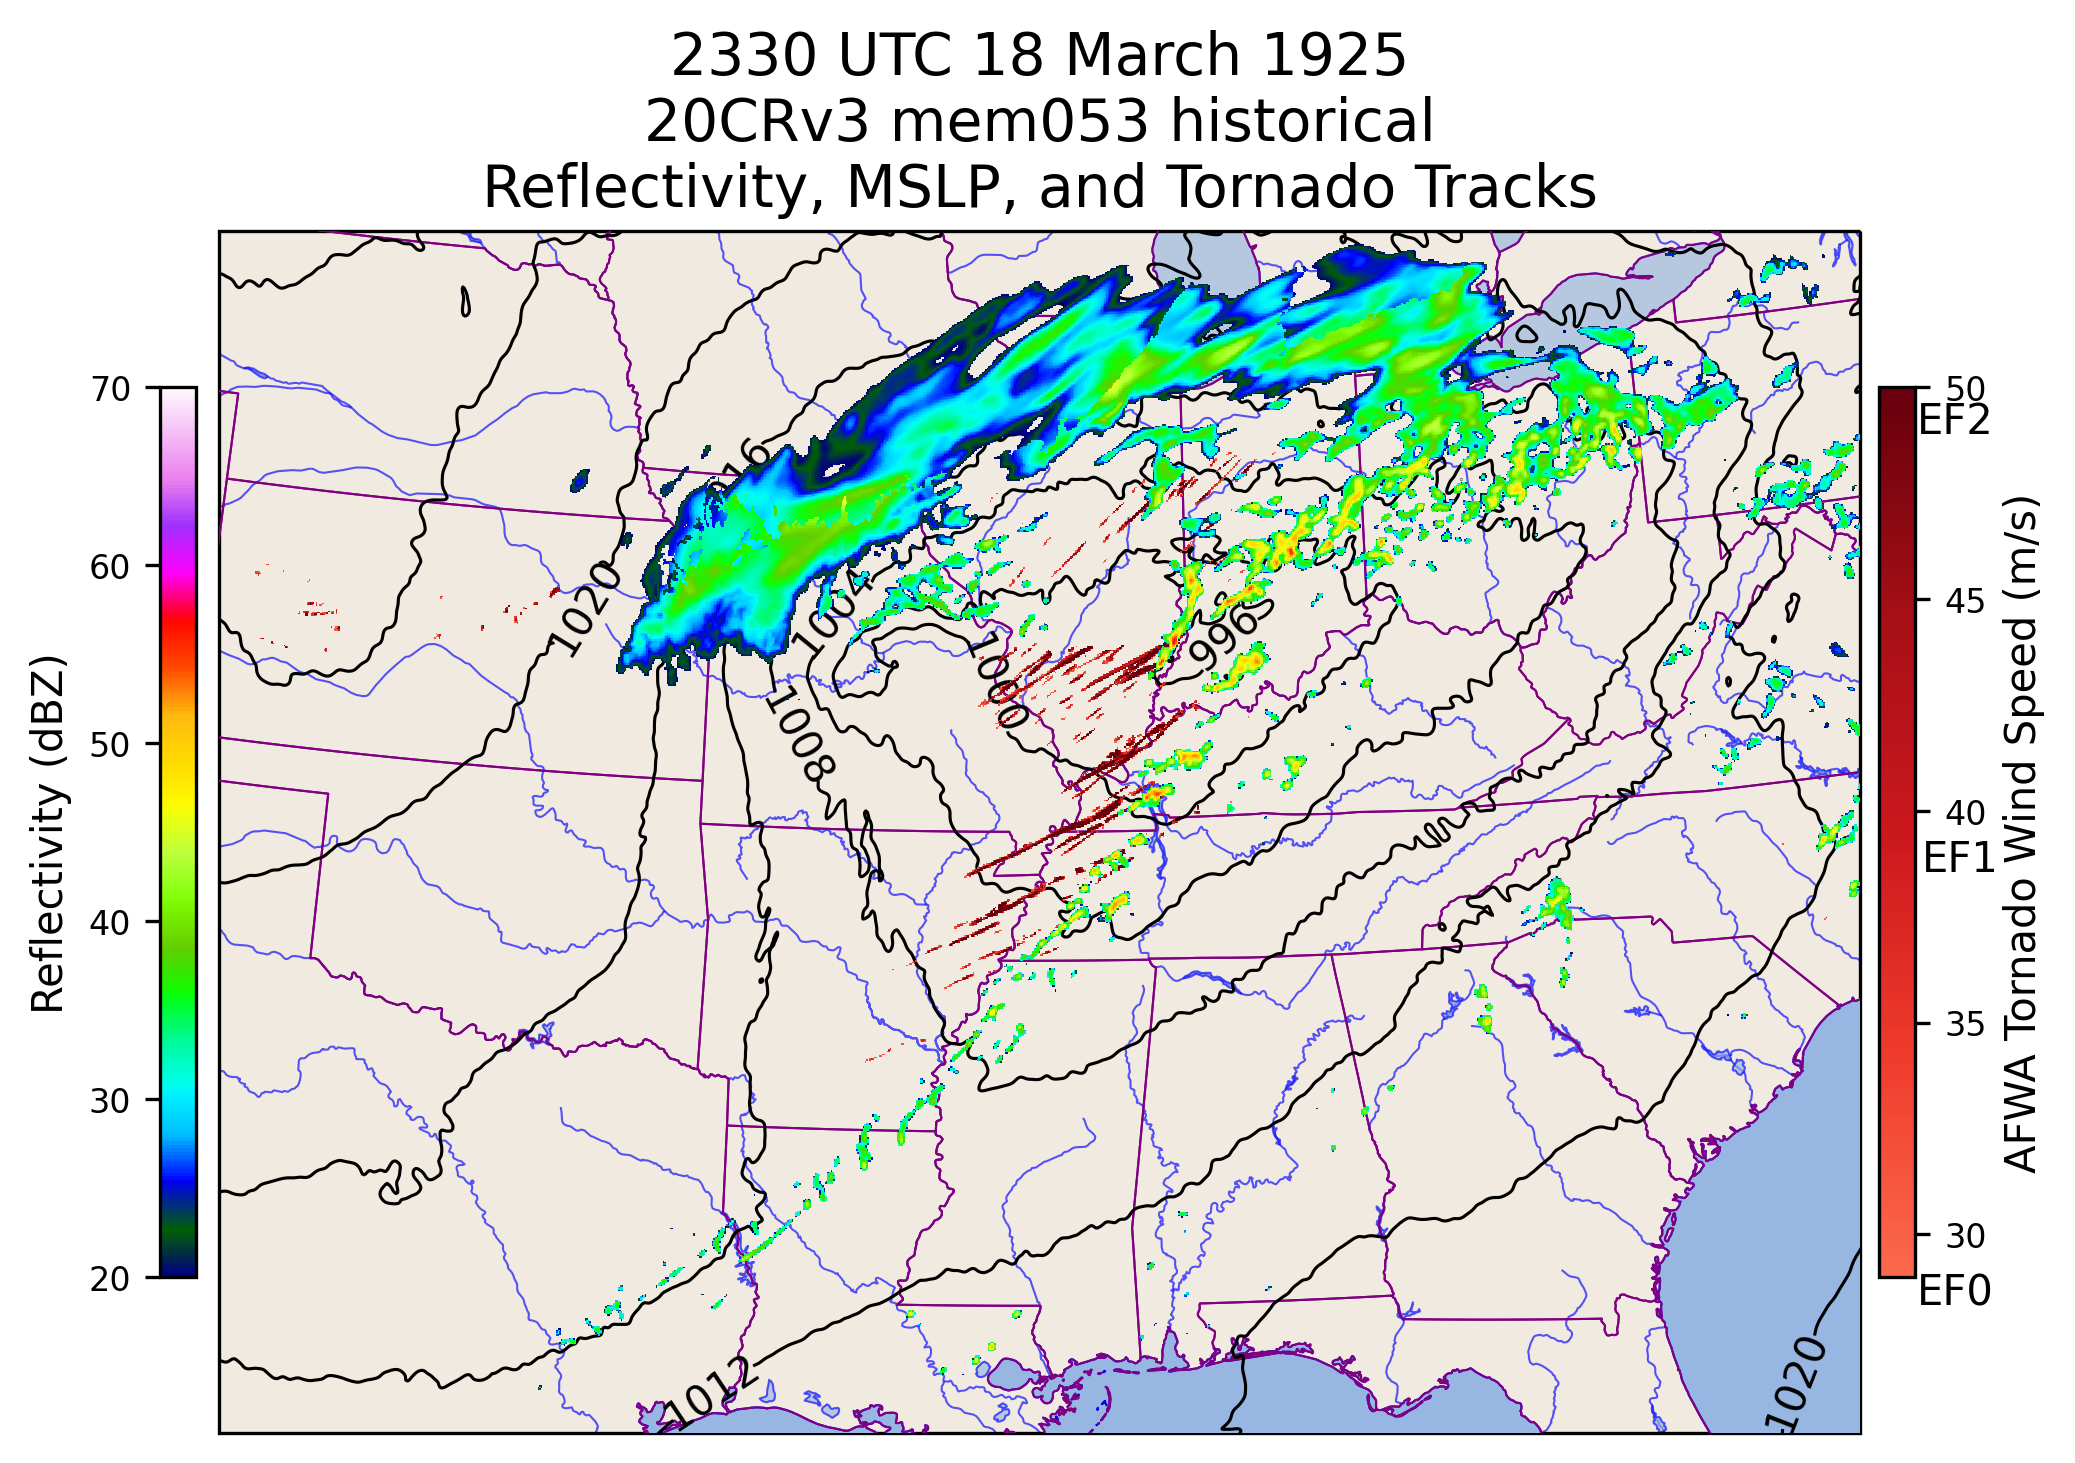 2330 UTC 18 March 1925
20CRv3 mem053 historical
Reflectivity, MSLP, and Tornado Tracks
70
60
50
40
30
20
Reflectivity (dBZ)
1016
1020
1004
1008
1000
996
1012
1020
50
EF2
45
40
EF1
35
30
EF0
AFWA Tornado Wind Speed (m/s)